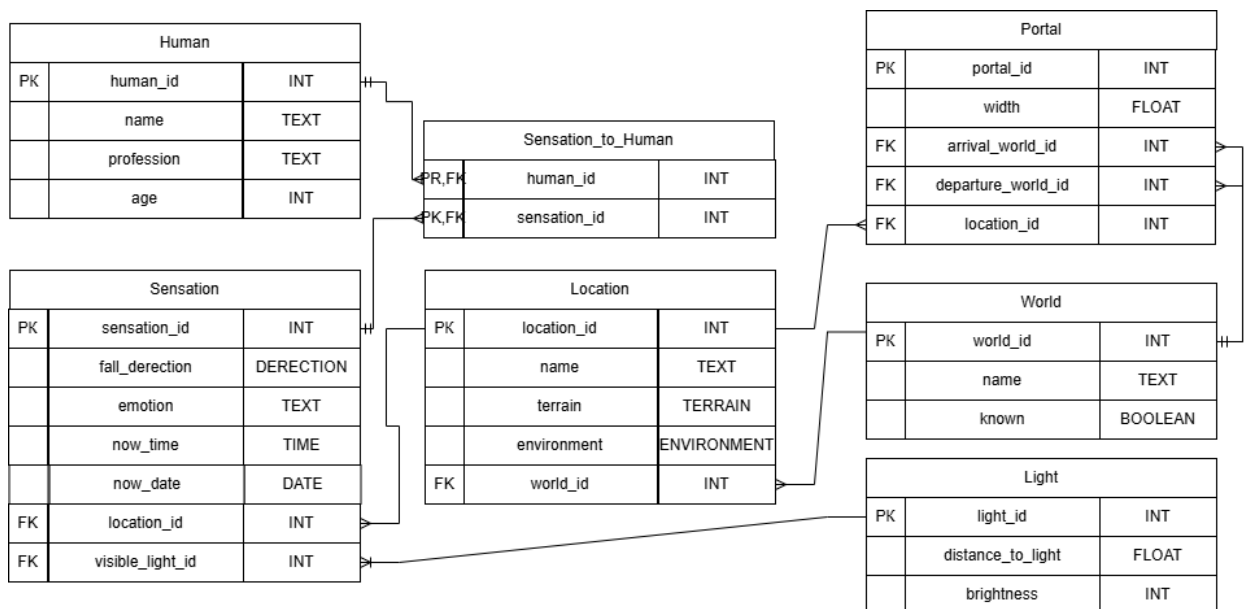 Human
PK human_id INT
name TEXT
profession TEXT
age INT
Sensation_to_Human
PR,FK human_id INT
PK,FK sensation_id INT
Portal
PK portal_id INT
width FLOAT
FK arrival_world_id INT
FK departure_world_id INT
FK location_id INT
Sensation
PK sensation_id INT
fall_derection DERECTION
emotion TEXT
now_time TIME
now_date DATE
FK location_id INT
FK visible_light_id INT
Location
PK location_id INT
name TEXT
terrain TERRAIN
environment ENVIRONMENT
FK world_id INT
World
PK world_id INT
name TEXT
known BOOLEAN
Light
PK light_id INT
distance_to_light FLOAT
brightness INT